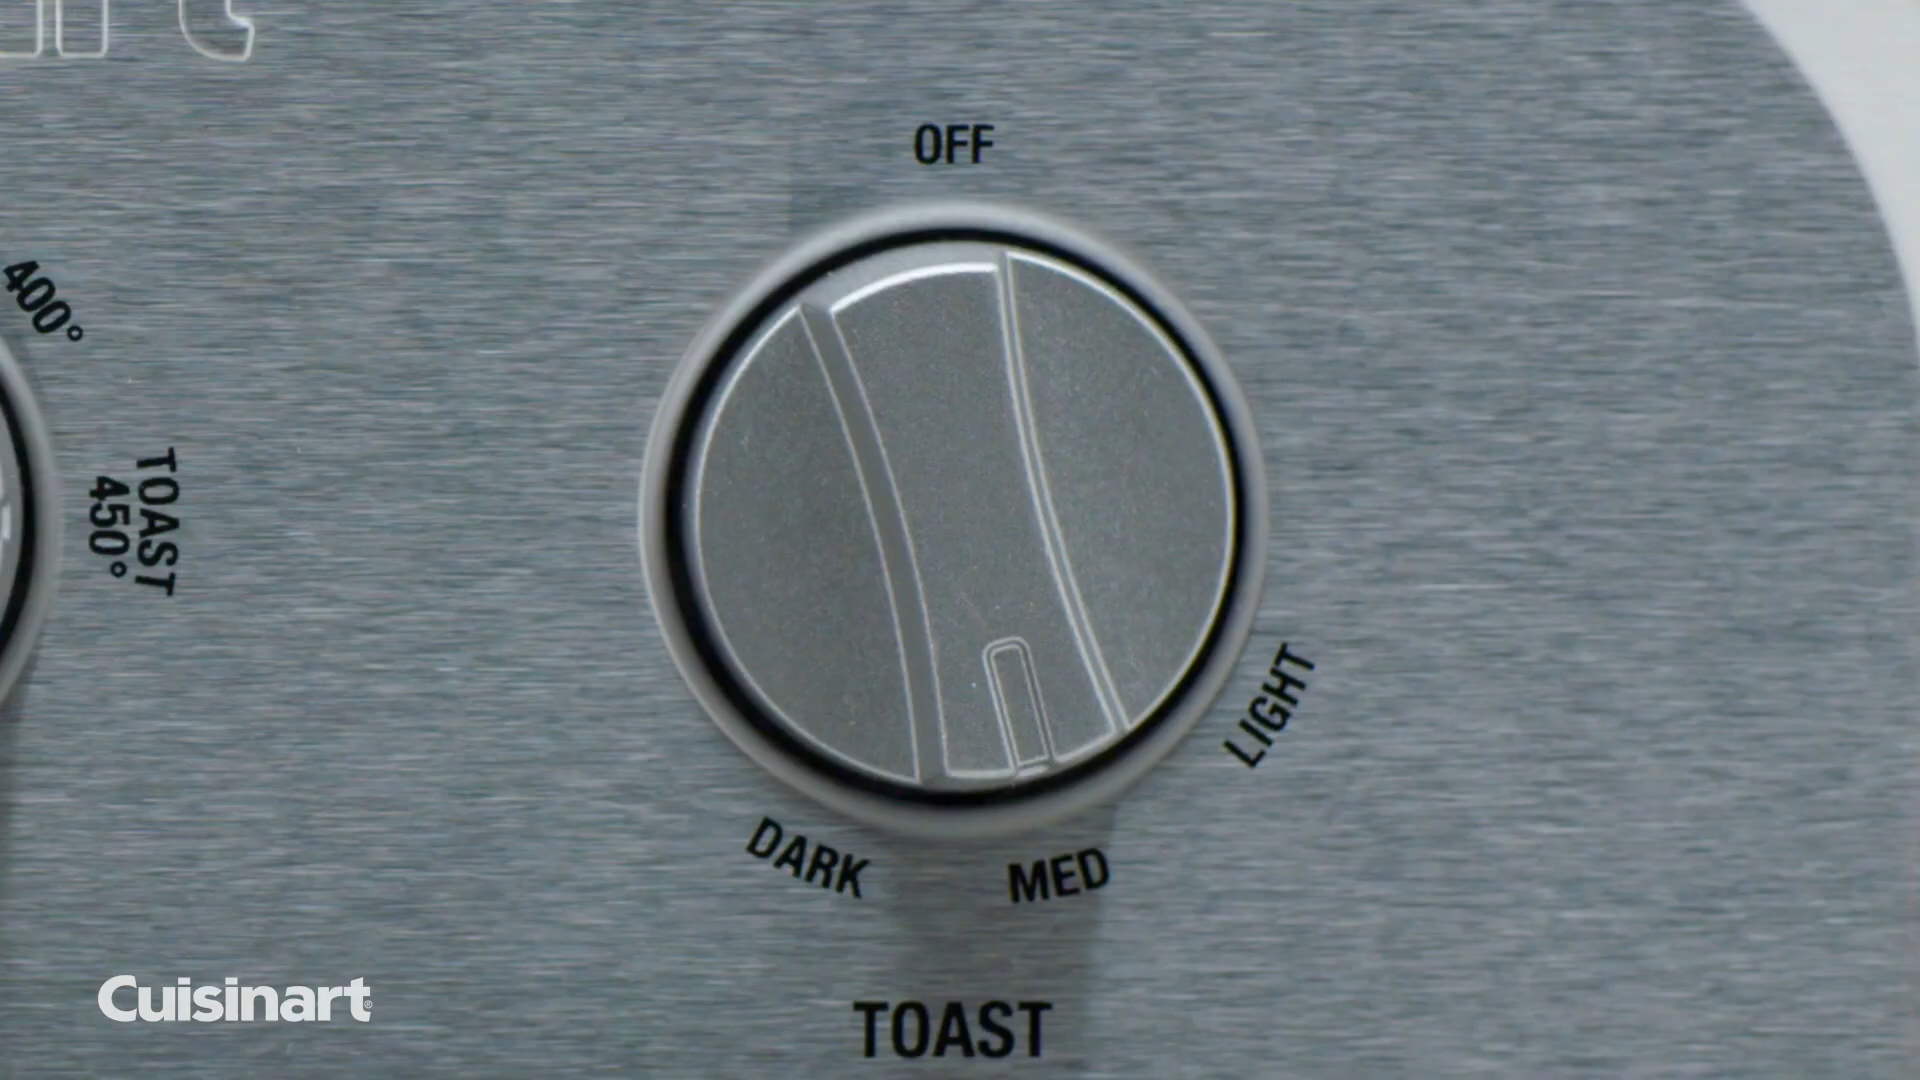 OFF
400°
TOAST
450°
LIGHT
DARK
MED
TOAST
Cuisinart®